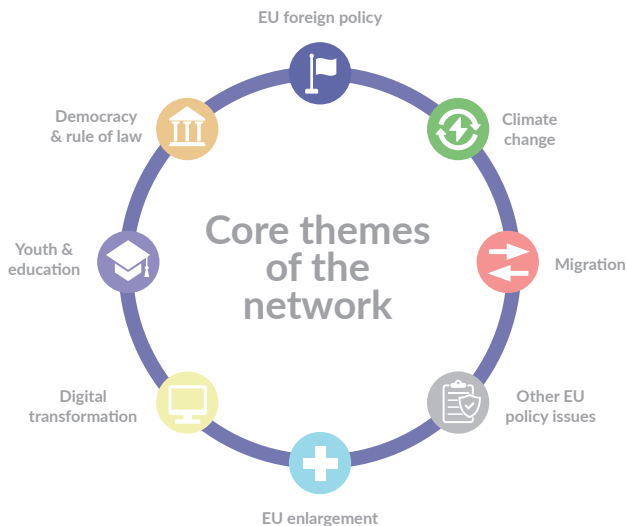 EU foreign policy
Democracy
& rule of law
Climate
change
Youth &
education
Core themes
of the
network
Migration
Digital
transformation
Other EU
policy issues
EU enlargement